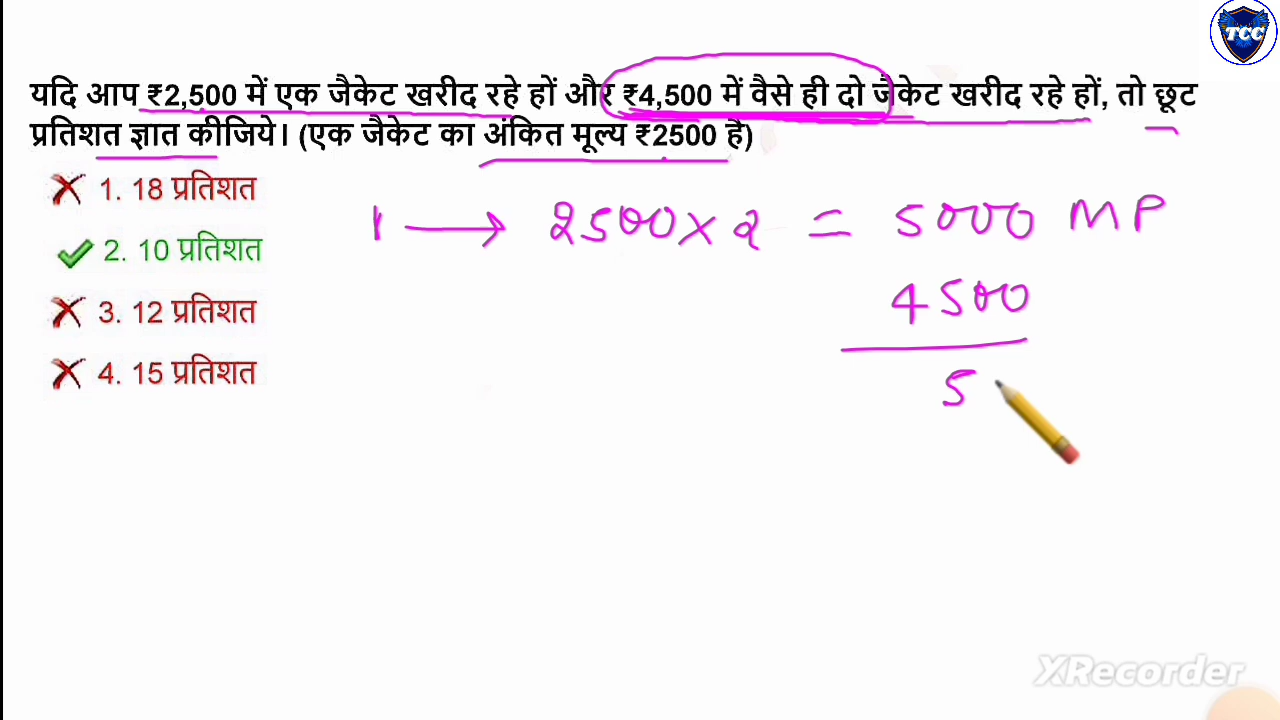 TCC
यदि आप ₹2,500 में एक जैकेट खरीद रहे हों और ₹4,500 में वैसे ही दो जैकेट खरीद रहे हों, तो छूट
प्रतिशत ज्ञात कीजिये। (एक जैकेट का अंकित मूल्य ₹2500 है)
1. 18 प्रतिशत
2. 10 प्रतिशत
3. 12 प्रतिशत
4. 15 प्रतिशत
1 → 2500 x 2 = 5000 MP
4500
5
XRecorder